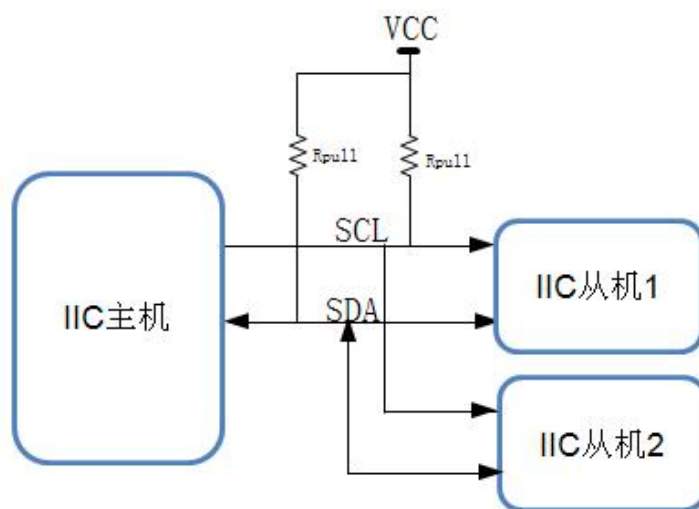 VCC
Rpull
Rpull
SCL
IIC从机1
IIC主机
SDA
IIC从机2